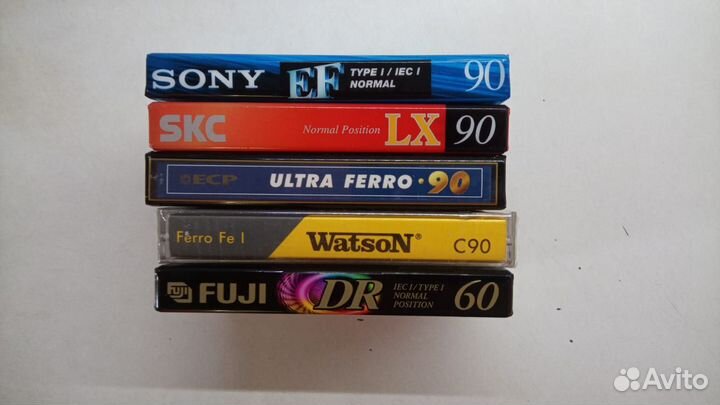 SONY EF TYPE I / IEC I 90
NORMAL
SKC Normal Position LX 90
ECP ULTRA FERRO · 90
Ferro Fe I WatsoN® C90
FUJI FUJI DR IEC I / TYPE I 60
NORMAL
POSITION
Avito